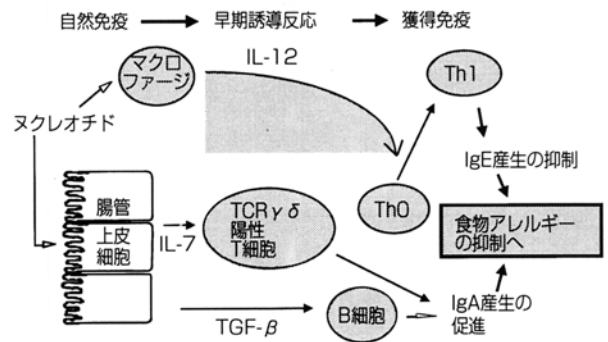 自然免疫
早期誘導反応
獲得免疫
マクロ
ファージ
IL-12
Th1
ヌクレオチド
IgE産生の抑制
腸管
上皮
細胞
IL-7
TCRγδ
陽性
T細胞
Th0
食物アレルギー
の抑制へ
TGF-β
B細胞
IgA産生の
促進